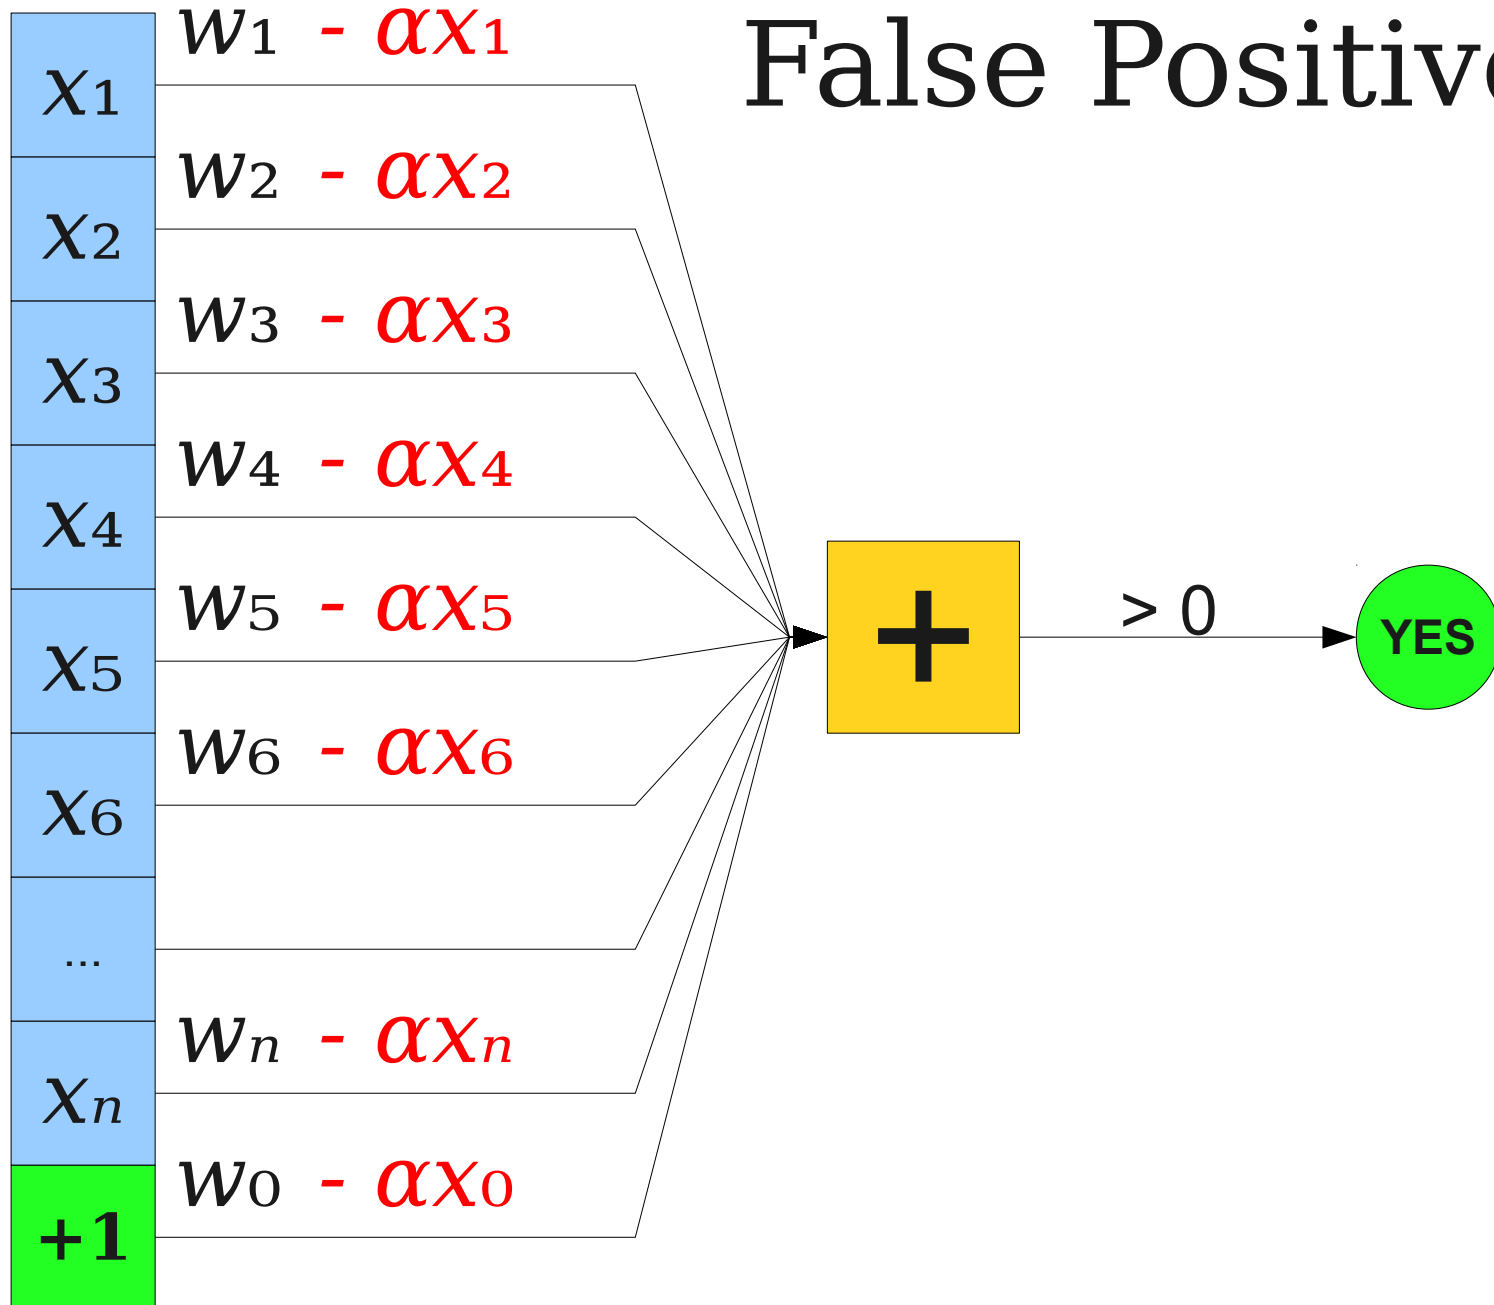 w1 - αx1
False Positive
x1
w2 - αx2
x2
w3 - αx3
x3
w4 - αx4
x4
w5 - αx5
x5
w6 - αx6
x6
+
> 0
YES
...
wn - αxn
xn
w0 - αx0
+1